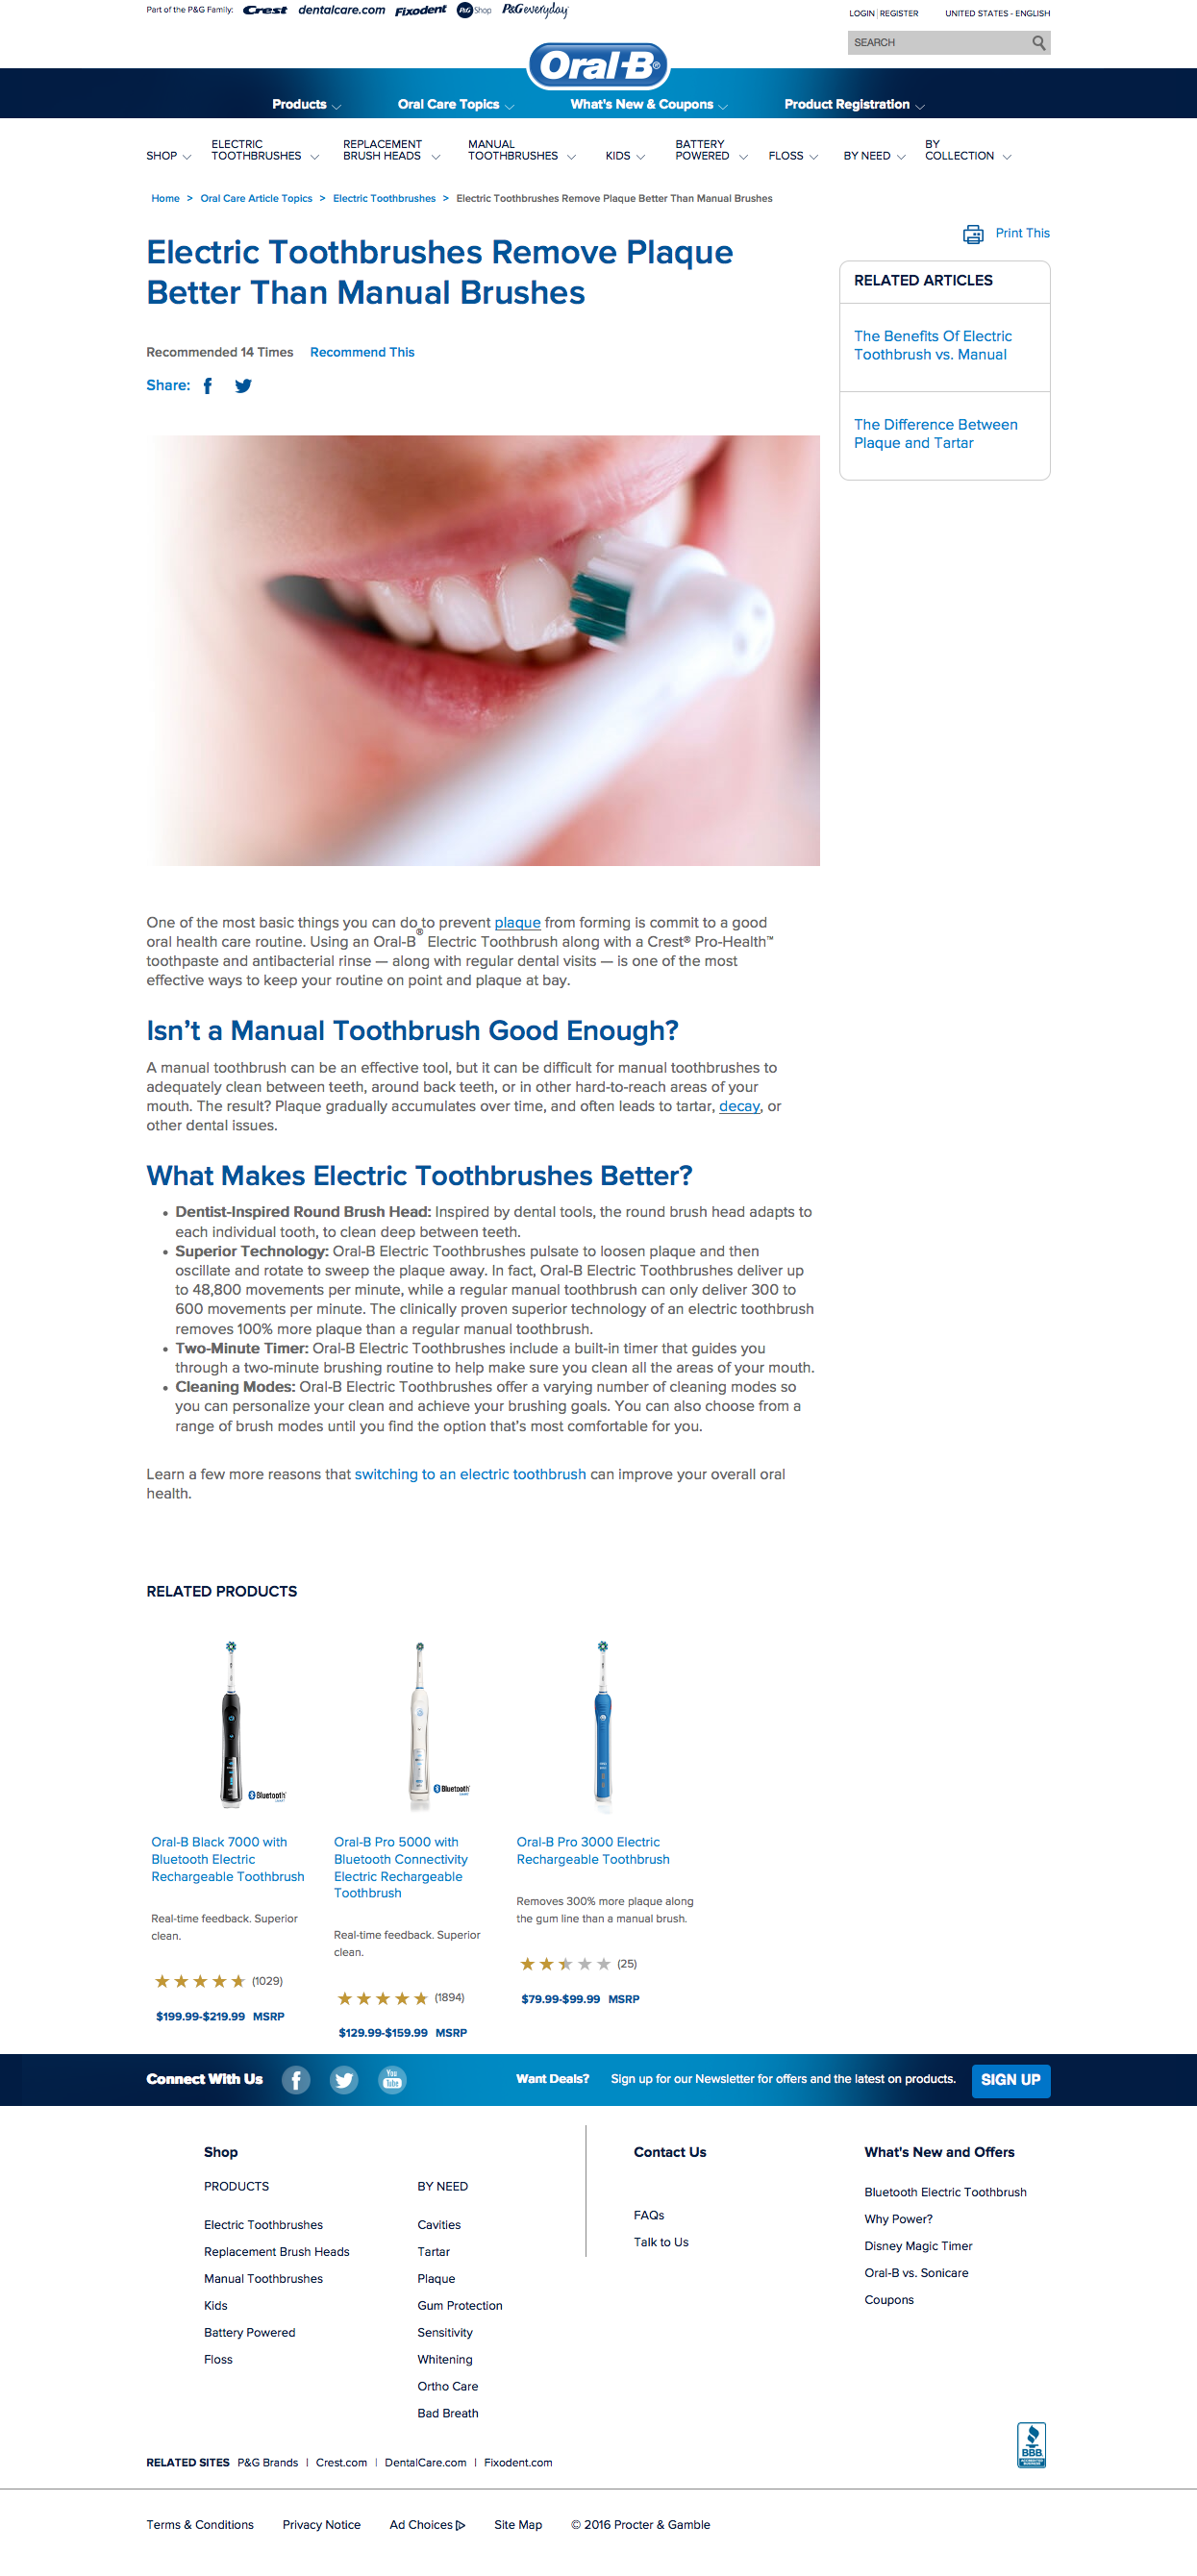 Part of the P&G Family: Crest dentalcare.com Fixodent P&G Shop P&G everyday
LOGIN | REGISTER UNITED STATES - ENGLISH
SEARCH
Oral-B®
Products Oral Care Topics What's New & Coupons Product Registration
SHOP ELECTRIC TOOTHBRUSHES REPLACEMENT BRUSH HEADS MANUAL TOOTHBRUSHES KIDS BATTERY POWERED FLOSS BY NEED BY COLLECTION
Home > Oral Care Article Topics > Electric Toothbrushes > Electric Toothbrushes Remove Plaque Better Than Manual Brushes
Print This
Electric Toothbrushes Remove Plaque
Better Than Manual Brushes
Recommended 14 Times Recommend This
Share:
RELATED ARTICLES
The Benefits Of Electric
Toothbrush vs. Manual
The Difference Between
Plaque and Tartar
One of the most basic things you can do to prevent plaque from forming is commit to a good
oral health care routine. Using an Oral-B® Electric Toothbrush along with a Crest® Pro-Health™
toothpaste and antibacterial rinse — along with regular dental visits — is one of the most
effective ways to keep your routine on point and plaque at bay.
Isn't a Manual Toothbrush Good Enough?
A manual toothbrush can be an effective tool, but it can be difficult for manual toothbrushes to
adequately clean between teeth, around back teeth, or in other hard-to-reach areas of your
mouth. The result? Plaque gradually accumulates over time, and often leads to tartar, decay, or
other dental issues.
What Makes Electric Toothbrushes Better?
• Dentist-Inspired Round Brush Head: Inspired by dental tools, the round brush head adapts to
each individual tooth, to clean deep between teeth.
• Superior Technology: Oral-B Electric Toothbrushes pulsate to loosen plaque and then
oscillate and rotate to sweep the plaque away. In fact, Oral-B Electric Toothbrushes deliver up
to 48,800 movements per minute, while a regular manual toothbrush can only deliver 300 to
600 movements per minute. The clinically proven superior technology of an electric toothbrush
removes 100% more plaque than a regular manual toothbrush.
• Two-Minute Timer: Oral-B Electric Toothbrushes include a built-in timer that guides you
through a two-minute brushing routine to help make sure you clean all the areas of your mouth.
• Cleaning Modes: Oral-B Electric Toothbrushes offer a varying number of cleaning modes so
you can personalize your clean and achieve your brushing goals. You can also choose from a
range of brush modes until you find the option that's most comfortable for you.
Learn a few more reasons that switching to an electric toothbrush can improve your overall oral
health.
RELATED PRODUCTS
Bluetooth
Oral-B Black 7000 with
Bluetooth Electric
Rechargeable Toothbrush
Real-time feedback. Superior
clean.
(1029)
$199.99-$219.99 MSRP
Bluetooth
Oral-B Pro 5000 with
Bluetooth Connectivity
Electric Rechargeable
Toothbrush
Real-time feedback. Superior
clean.
(1894)
$129.99-$159.99 MSRP
Oral-B Pro 3000 Electric
Rechargeable Toothbrush
Removes 300% more plaque along
the gum line than a manual brush.
(25)
$79.99-$99.99 MSRP
Connect With Us You Tube Want Deals? Sign up for our Newsletter for offers and the latest on products. SIGN UP
Shop
PRODUCTS
Electric Toothbrushes
Replacement Brush Heads
Manual Toothbrushes
Kids
Battery Powered
Floss
BY NEED
Cavities
Tartar
Plaque
Gum Protection
Sensitivity
Whitening
Ortho Care
Bad Breath
Contact Us
FAQs
Talk to Us
What's New and Offers
Bluetooth Electric Toothbrush
Why Power?
Disney Magic Timer
Oral-B vs. Sonicare
Coupons
BBB
RELATED SITES P&G Brands | Crest.com | DentalCare.com | Fixodent.com
Terms & Conditions Privacy Notice Ad Choices Site Map © 2016 Procter & Gamble